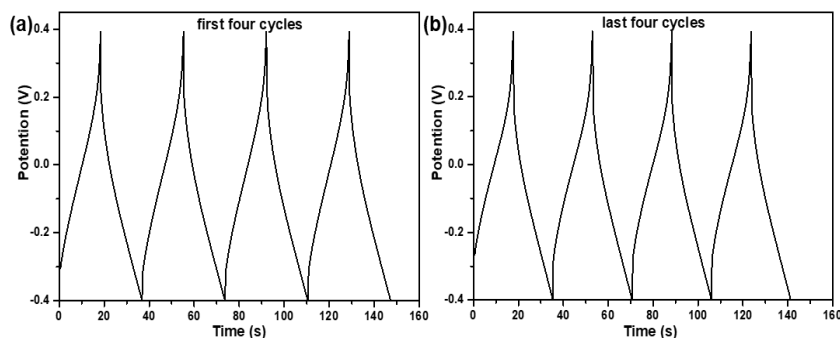 (a)
first four cycles
Potention (V)
0.4
0.2
0.0
-0.2
-0.4
0 20 40 60 80 100 120 140 160
Time (s)
(b)
last four cycles
Potention (V)
0.4
0.2
0.0
-0.2
-0.4
0 20 40 60 80 100 120 140 160
Time (s)